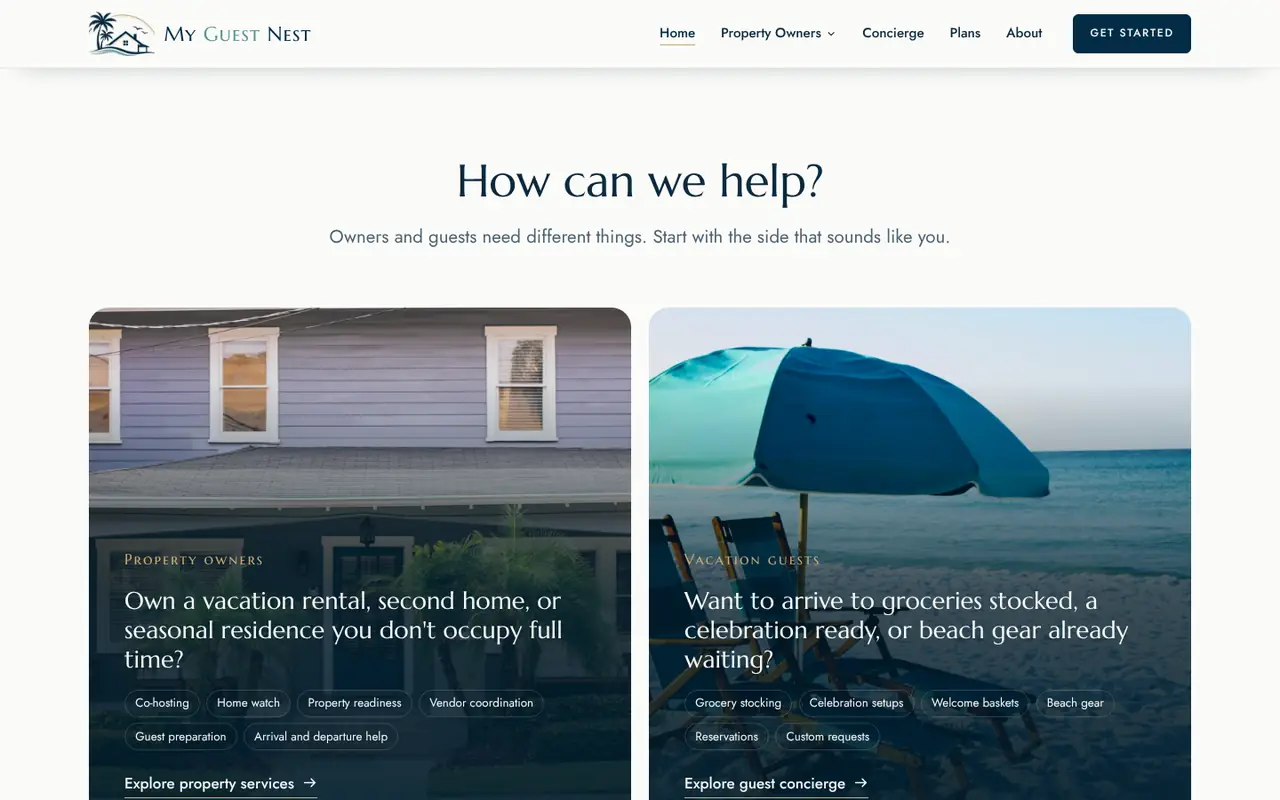 My Guest Nest
Home
Property Owners
Concierge
Plans
About
GET STARTED
How can we help?
Owners and guests need different things. Start with the side that sounds like you.
Property owners
Own a vacation rental, second home, or
seasonal residence you don't occupy full
time?
Co-hosting
Home watch
Property readiness
Vendor coordination
Guest preparation
Arrival and departure help
Explore property services →
Vacation guests
Want to arrive to groceries stocked, a
celebration ready, or beach gear already
waiting?
Grocery stocking
Celebration setups
Welcome baskets
Beach gear
Reservations
Custom requests
Explore guest concierge →